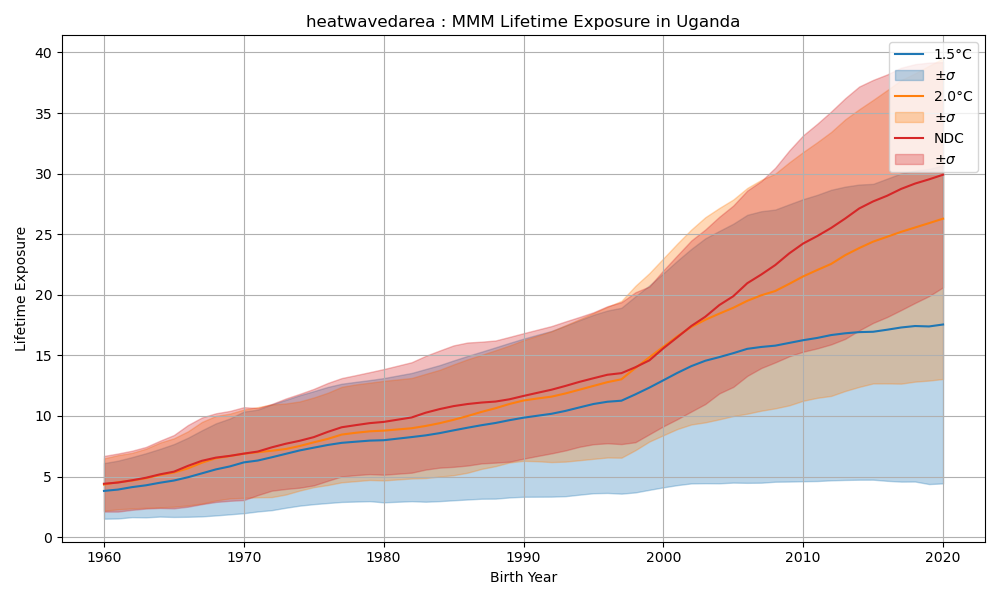 heatwavedarea : MMM Lifetime Exposure in Uganda
40
35
30
25
20
15
10
5
0
Lifetime Exposure
1.5°C
±σ
2.0°C
±σ
NDC
±σ
1960
1970
1980
1990
2000
2010
2020
Birth Year